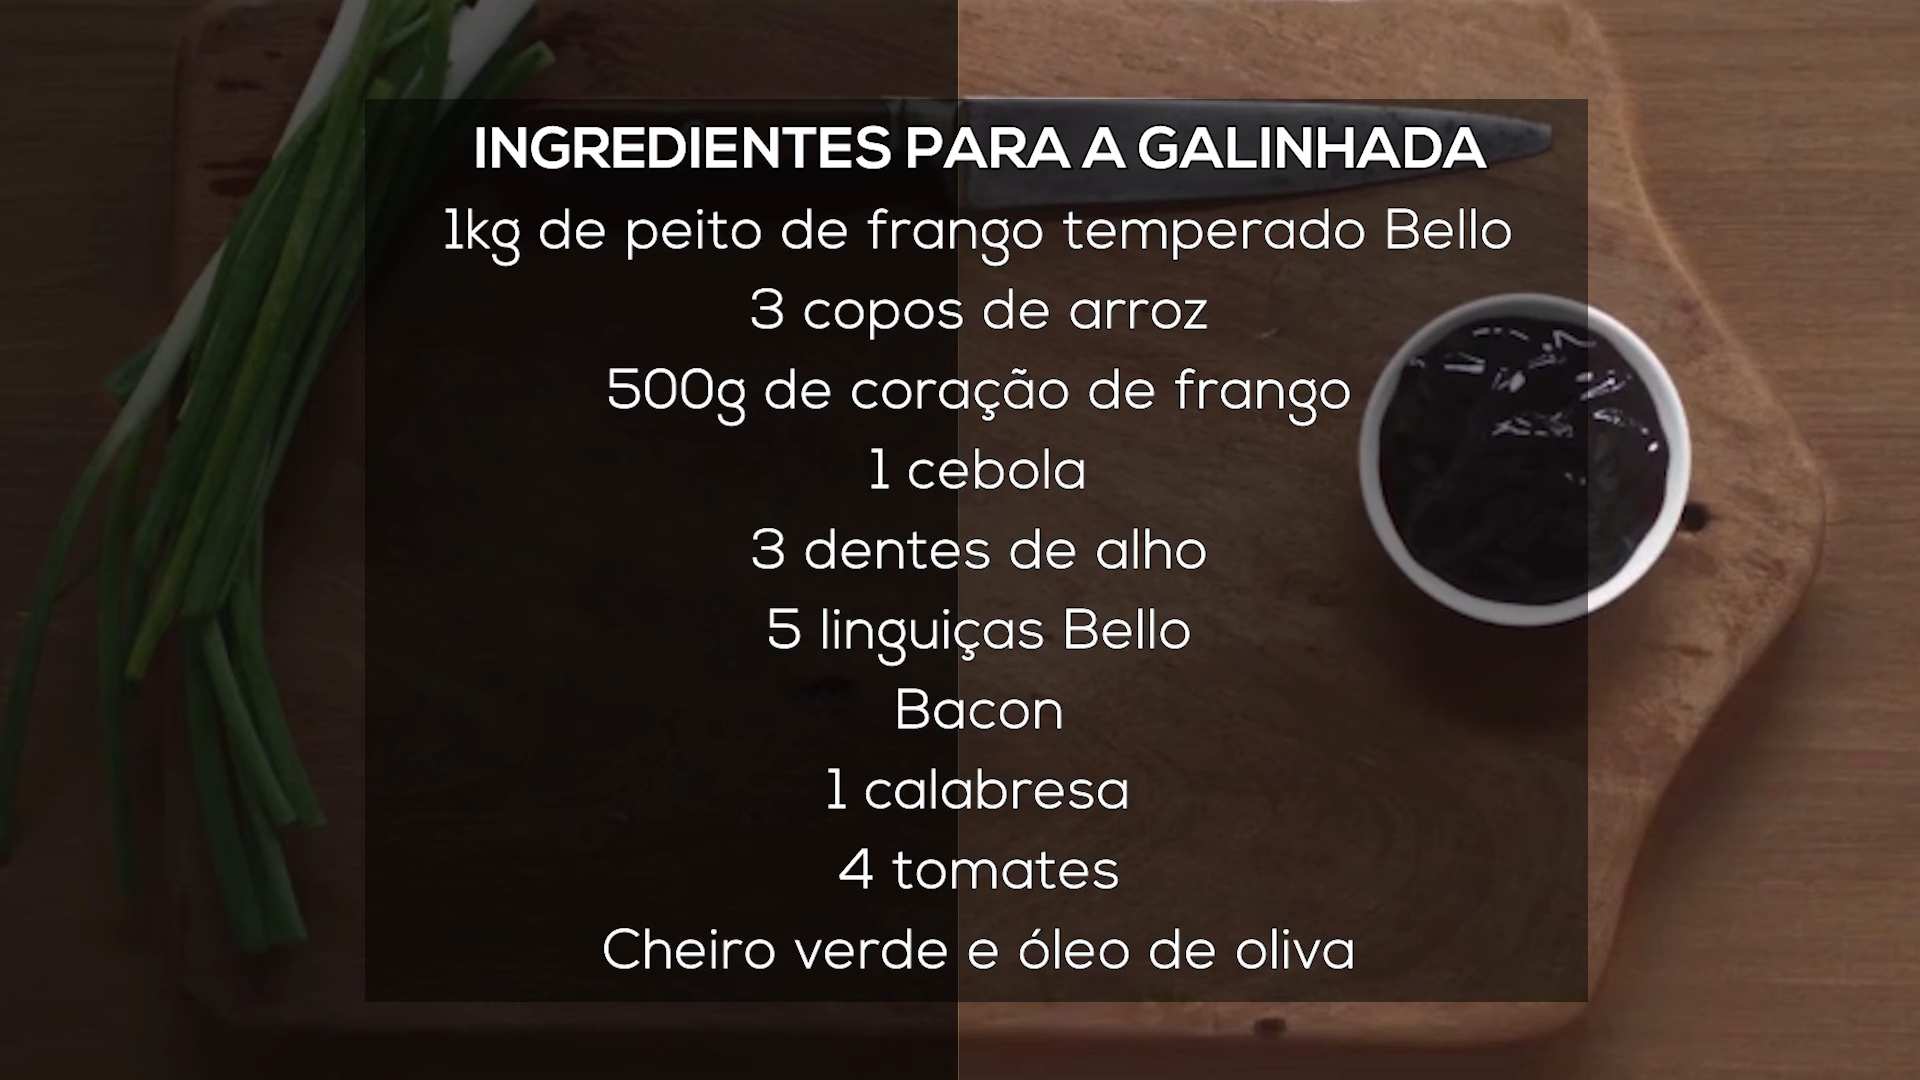 INGREDIENTES PARA A GALINHADA
1kg de peito de frango temperado Bello
3 copos de arroz
500g de coração de frango
1 cebola
3 dentes de alho
5 linguiças Bello
Bacon
1 calabresa
4 tomates
Cheiro verde e óleo de oliva